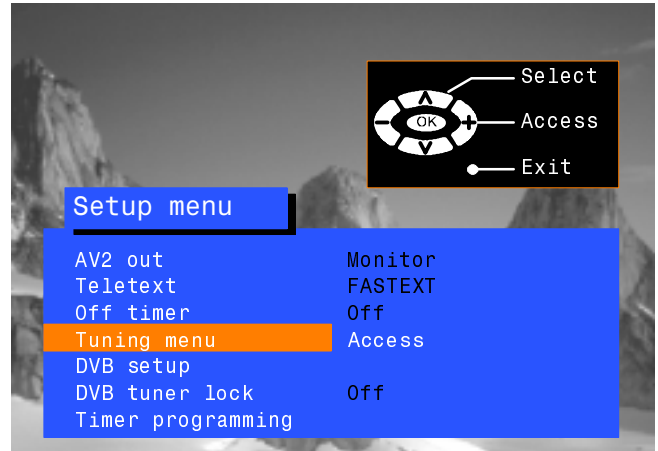 Select
OK
Access
Exit
Setup menu
AV2 out Monitor
Teletext FASTEXT
Off timer Off
Tuning menu Access
DVB setup
DVB tuner lock Off
Timer programming